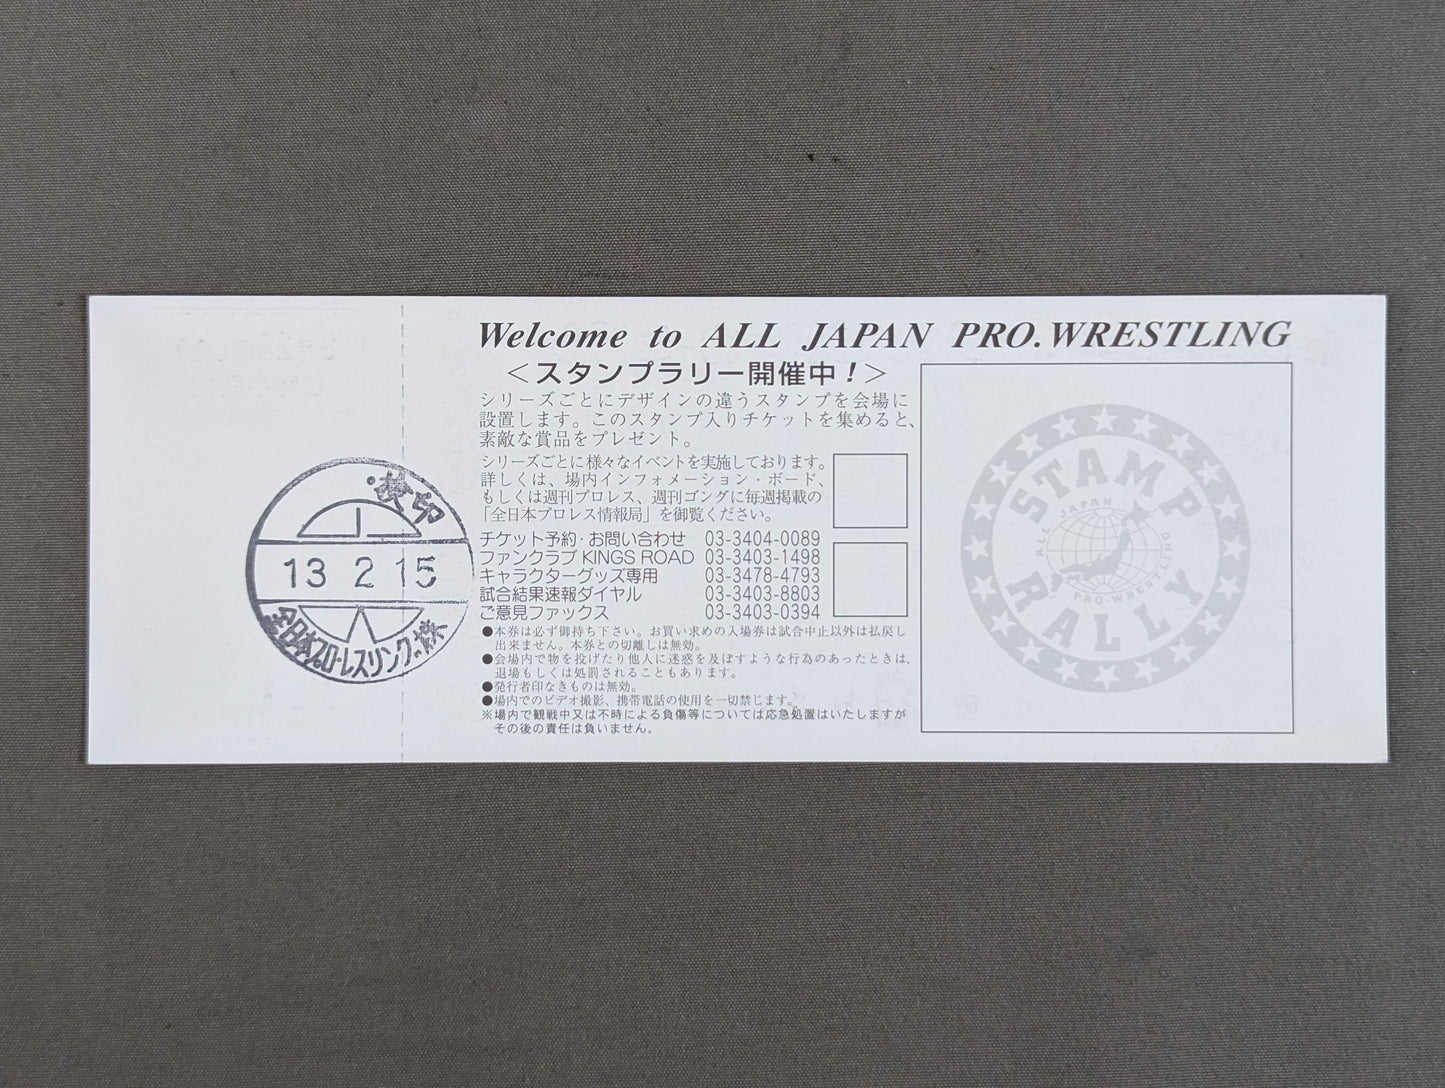 Welcome to ALL JAPAN PRO.WRESTLING
＜スタンプラリー開催中！＞
シリーズごとにデザインの違うスタンプを会場に
設置します。このスタンプ入りチケットを集めると、
素敵な賞品をプレゼント。
シリーズごとに様々なイベントを実施しております。
詳しくは、場内インフォメーション・ボード、
もしくは週刊プロレス、週刊ゴングに毎週掲載の
「全日本プロレス情報局」を御覧ください。
チケット予約・お問い合わせ 03-3404-0089
ファンクラブ KINGS ROAD 03-3403-1498
キャラクターグッズ専用 03-3478-4793
試合結果速報ダイヤル 03-3403-8803
ご意見ファックス 03-3403-0394
●本券は必ず御持ち下さい。お買い求めの入場券は試合中止以外は払戻し
出来ません。本券との切離しは無効。
●会場内で物を投げたり他人に迷惑を及ぼすような行為のあったときは、
退場もしくは処罰されることもあります。
●発行者印なきものは無効。
●場内でのビデオ撮影、携帯電話の使用を一切禁じます。
※場内で観戦中又は不時による負傷等については応急処置はいたしますが
その後の責任は負いません。
STAMP
ALL JAPAN
PRO-WRESTLING
RALLY
検印
13 2 15
全日本プロ・レスリング・株